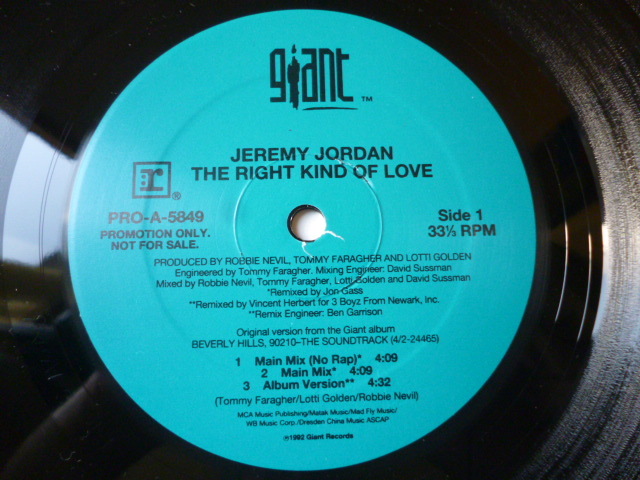 giant ™
JEREMY JORDAN
THE RIGHT KIND OF LOVE
r ®
PRO-A-5849
PROMOTION ONLY.
NOT FOR SALE.
Side 1
33⅓ RPM
PRODUCED BY ROBBIE NEVIL, TOMMY FARAGHER AND LOTTI GOLDEN
Engineered by Tommy Faragher. Mixing Engineer: David Sussman
Mixed by Robbie Nevil, Tommy Faragher, Lotti Golden and David Sussman
*Remixed by Jon Gass
**Remixed by Vincent Herbert for 3 Boyz From Newark, Inc.
**Remix Engineer: Ben Garrison
Original version from the Giant album
BEVERLY HILLS, 90210–THE SOUNDTRACK (4/2-24465)
1 Main Mix (No Rap)* 4:09
2 Main Mix* 4:09
3 Album Version** 4:32
(Tommy Faragher/Lotti Golden/Robbie Nevil)
MCA Music Publishing/Matak Music/Mad Fly Music/
WB Music Corp./Dresden China Music ASCAP
℗1992 Giant Records